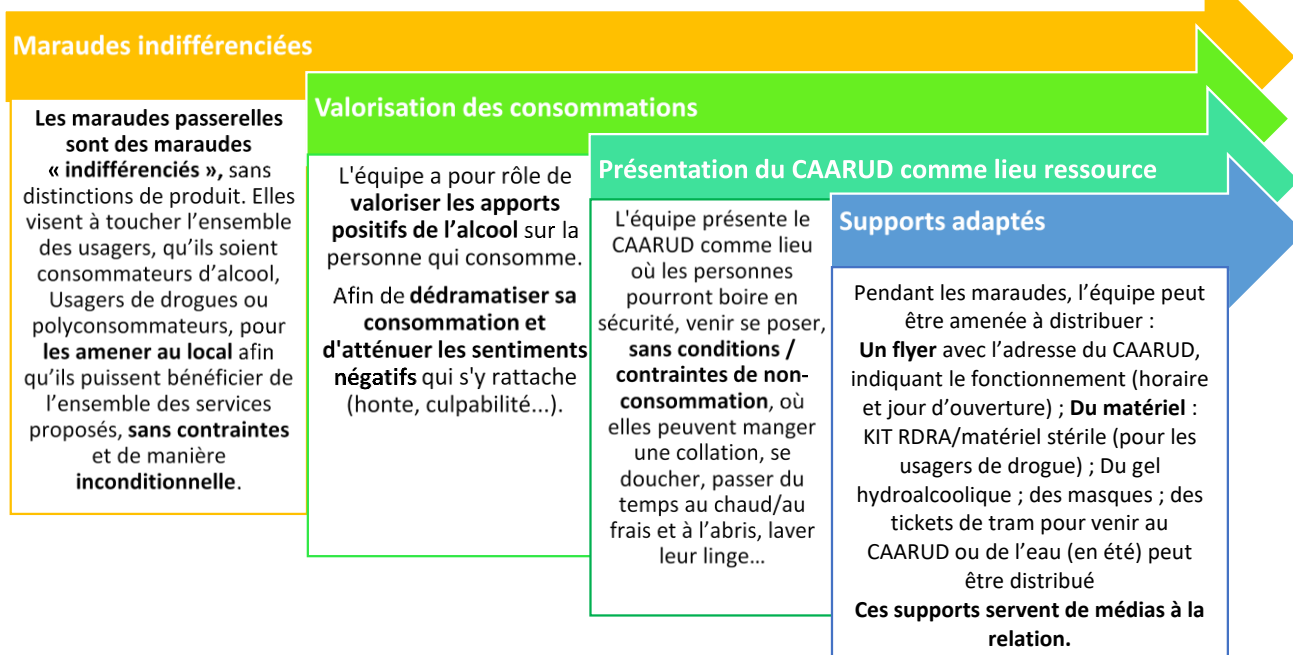 Maraudes indifférenciées
Les maraudes passerelles
sont des maraudes
« indifférenciés », sans
distinctions de produit. Elles
visent à toucher l’ensemble
des usagers, qu’ils soient
consommateurs d’alcool,
Usagers de drogues ou
polyconsommateurs, pour
les amener au local afin
qu’ils puissent bénéficier de
l’ensemble des services
proposés, sans contraintes
et de manière
inconditionnelle.
Valorisation des consommations
L'équipe a pour rôle de
valoriser les apports
positifs de l’alcool sur la
personne qui consomme.
Afin de dédramatiser sa
consommation et
d'atténuer les sentiments
négatifs qui s'y rattache
(honte, culpabilité...).
Présentation du CAARUD comme lieu ressource
L'équipe présente le
CAARUD comme lieu
où les personnes
pourront boire en
sécurité, venir se poser,
sans conditions /
contraintes de non-
consommation, où
elles peuvent manger
une collation, se
doucher, passer du
temps au chaud/au
frais et à l’abris, laver
leur linge…
Supports adaptés
Pendant les maraudes, l’équipe peut
être amenée à distribuer :
Un flyer avec l’adresse du CAARUD,
indiquant le fonctionnement (horaire
et jour d’ouverture) ; Du matériel :
KIT RDRA/matériel stérile (pour les
usagers de drogue) ; Du gel
hydroalcoolique ; des masques ; des
tickets de tram pour venir au
CAARUD ou de l’eau (en été) peut
être distribué
Ces supports servent de médias à la
relation.